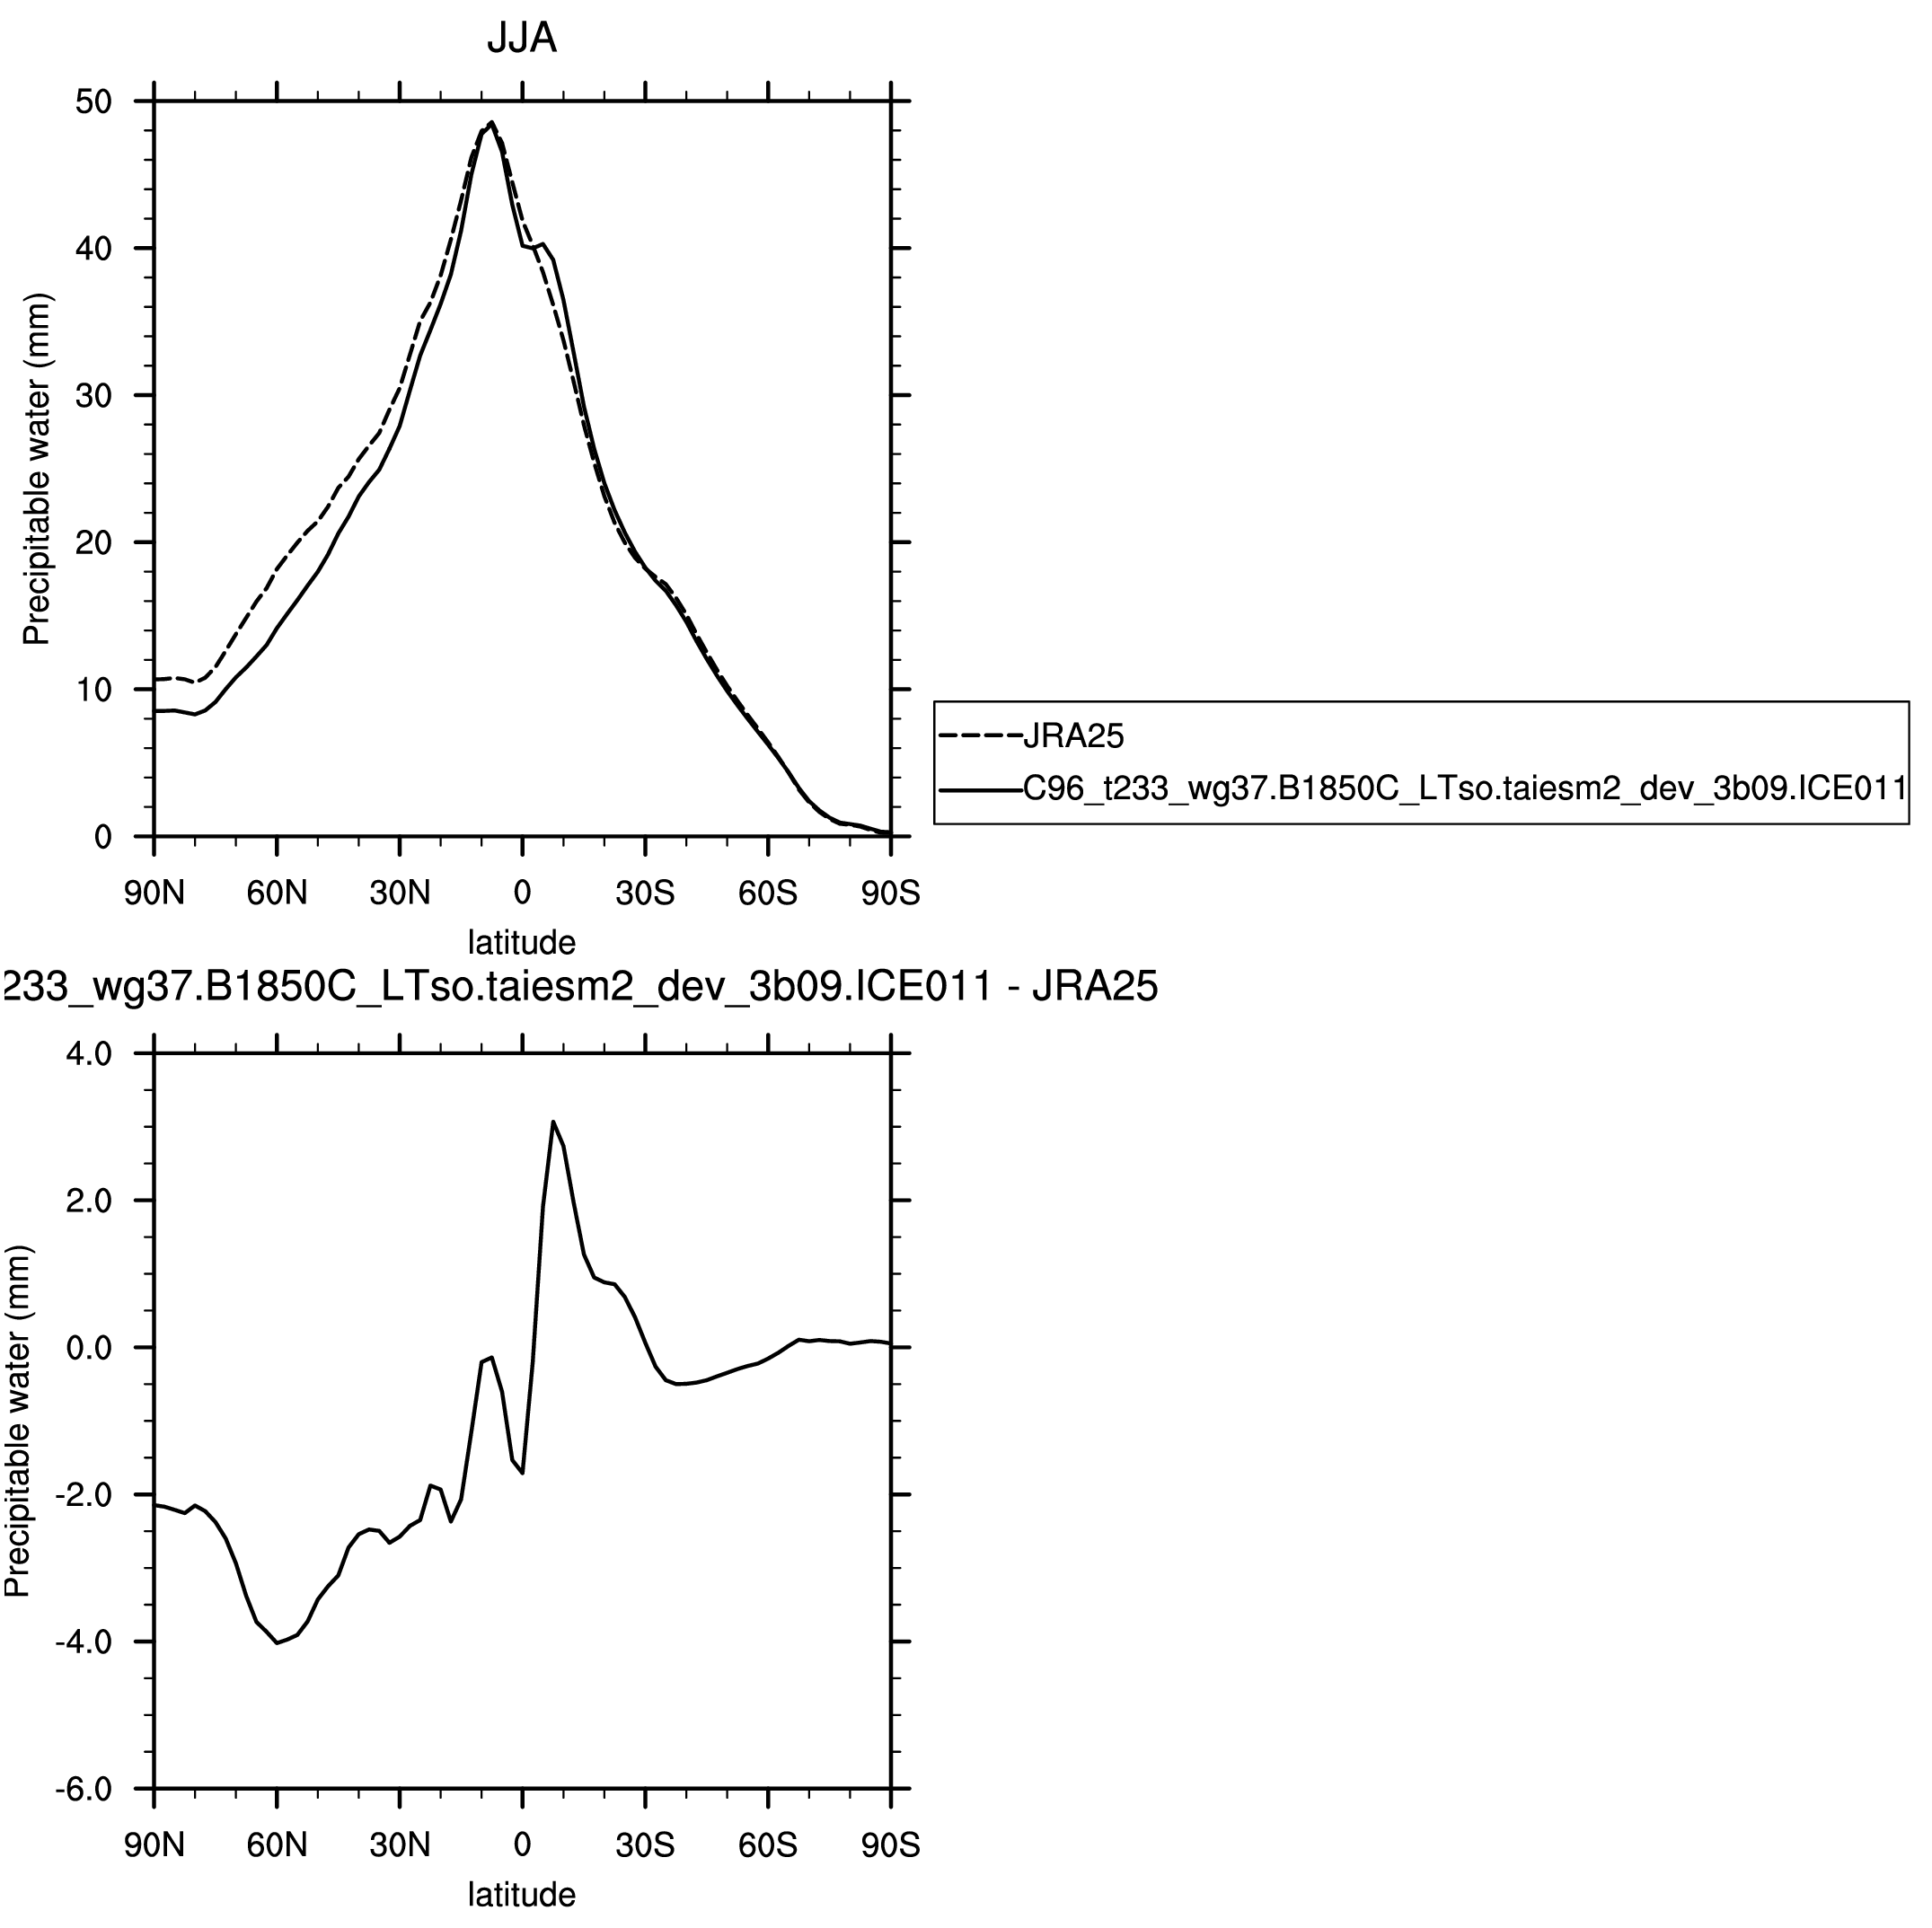 JJA
Precipitable water (mm)
50
40
30
20
10
0
90N 60N 30N 0 30S 60S 90S
latitude
JRA25
C96_t233_wg37.B1850C_LTso.taiesm2_dev_3b09.ICE011
233_wg37.B1850C_LTso.taiesm2_dev_3b09.ICE011 - JRA25
Precipitable water (mm)
4.0
2.0
0.0
-2.0
-4.0
-6.0
90N 60N 30N 0 30S 60S 90S
latitude